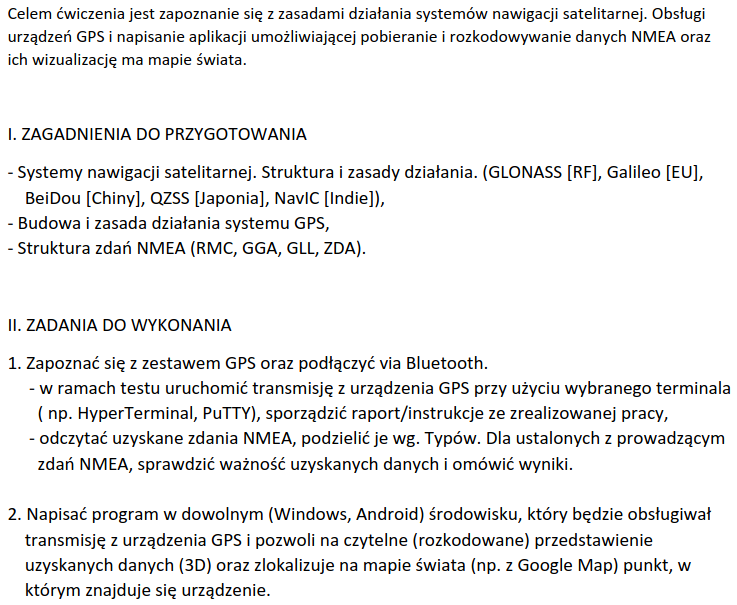 Celem ćwiczenia jest zapoznanie się z zasadami działania systemów nawigacji satelitarnej. Obsługi
urządzeń GPS i napisanie aplikacji umożliwiającej pobieranie i rozkodowywanie danych NMEA oraz
ich wizualizację ma mapie świata.
I. ZAGADNIENIA DO PRZYGOTOWANIA
- Systemy nawigacji satelitarnej. Struktura i zasady działania. (GLONASS [RF], Galileo [EU],
BeiDou [Chiny], QZSS [Japonia], NavIC [Indie]),
- Budowa i zasada działania systemu GPS,
- Struktura zdań NMEA (RMC, GGA, GLL, ZDA).
II. ZADANIA DO WYKONANIA
1. Zapoznać się z zestawem GPS oraz podłączyć via Bluetooth.
- w ramach testu uruchomić transmisję z urządzenia GPS przy użyciu wybranego terminala
( np. HyperTerminal, PuTTY), sporządzić raport/instrukcje ze zrealizowanej pracy,
- odczytać uzyskane zdania NMEA, podzielić je wg. Typów. Dla ustalonych z prowadzącym
zdań NMEA, sprawdzić ważność uzyskanych danych i omówić wyniki.
2. Napisać program w dowolnym (Windows, Android) środowisku, który będzie obsługiwał
transmisję z urządzenia GPS i pozwoli na czytelne (rozkodowane) przedstawienie
uzyskanych danych (3D) oraz zlokalizuje na mapie świata (np. z Google Map) punkt, w
którym znajduje się urządzenie.